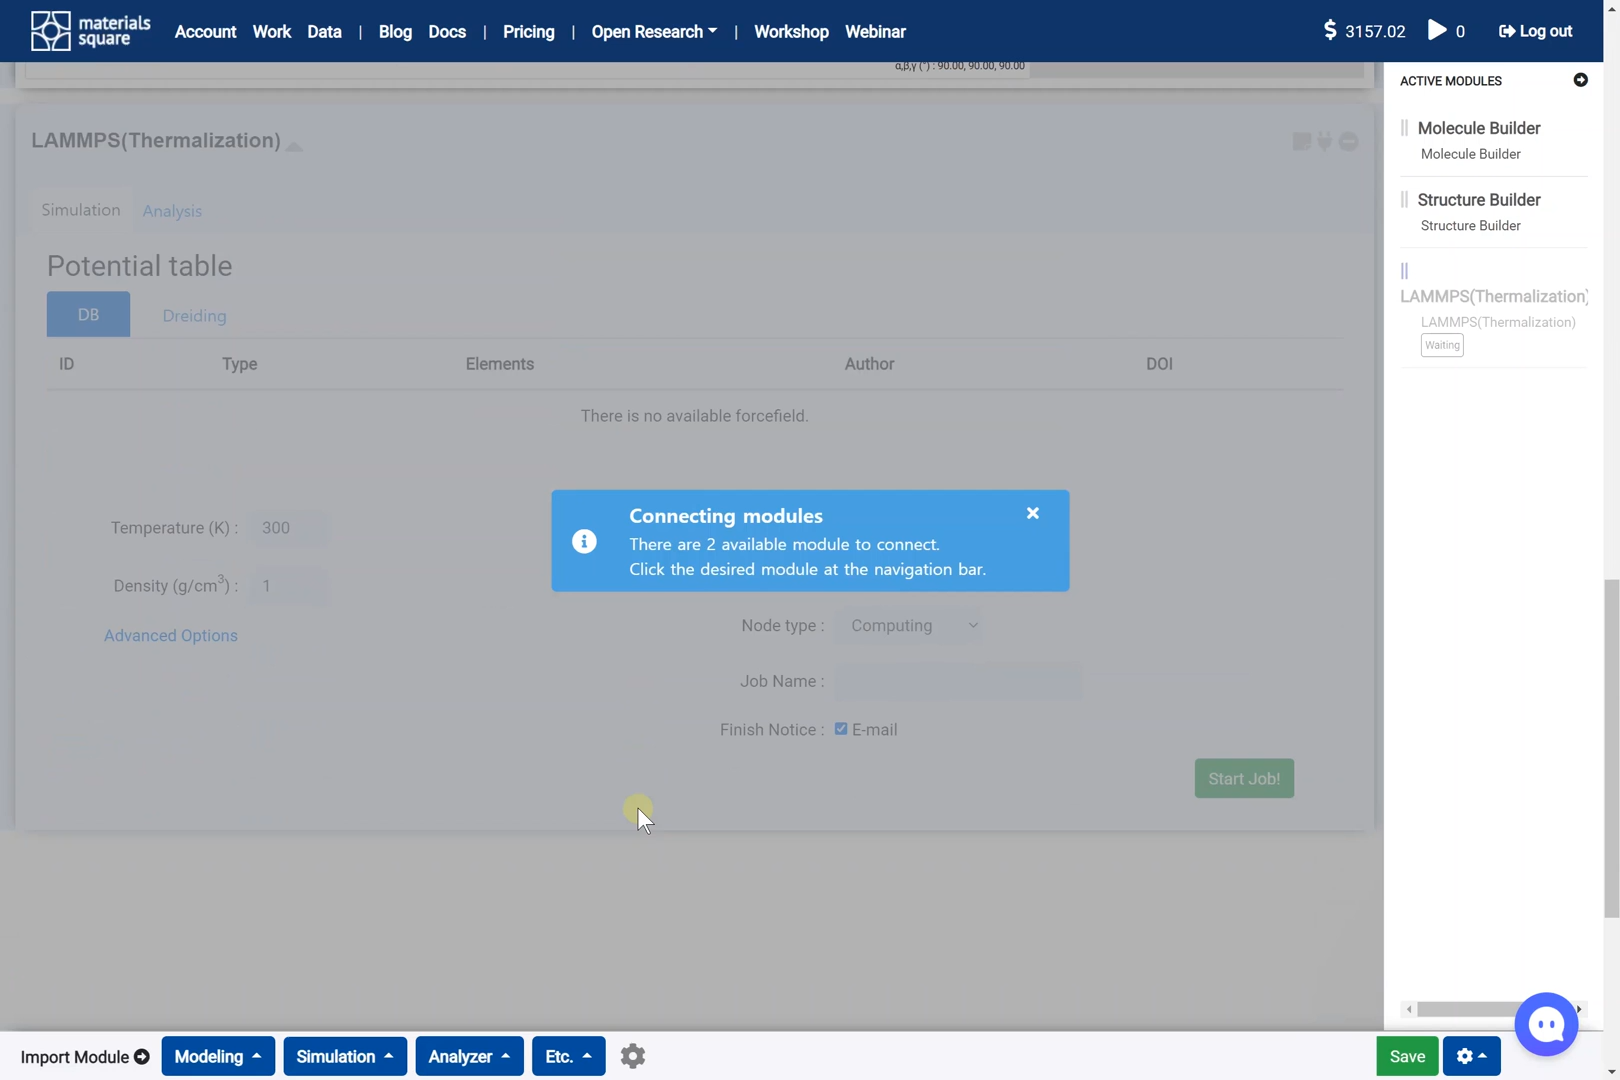 materials
square
Account Work Data | Blog Docs | Pricing | Open Research | Workshop Webinar
$ 3157.02 0 Log out
α,β,γ (°) : 90.00, 90.00, 90.00
ACTIVE MODULES
Molecule Builder
Molecule Builder
Structure Builder
Structure Builder
LAMMPS(Thermalization)
LAMMPS(Thermalization)
Waiting
LAMMPS(Thermalization)
Simulation Analysis
Potential table
DB Dreiding
ID Type Elements Author DOI
There is no available forcefield.
Connecting modules
There are 2 available module to connect.
Click the desired module at the navigation bar.
Temperature (K) : 300
Density (g/cm3) : 1
Advanced Options
Node type : Computing
Job Name :
Finish Notice : E-mail
Start Job!
Import Module Modeling Simulation Analyzer Etc. Save